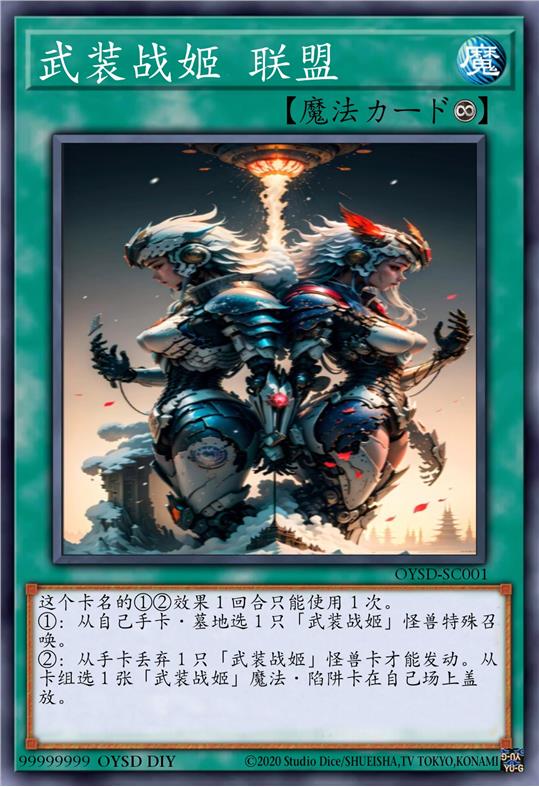 武装战姬 联盟
魔
【魔法カード♾】
OYSD-SC001
这个卡名的①②效果1回合只能使用1次。
①: 从自己手卡·墓地选1只「武装战姬」怪兽特殊召
唤。
②: 从手卡丢弃1只「武装战姬」怪兽卡才能发动。从
卡组选1张「武装战姬」魔法·陷阱卡在自己场上盖
放。
99999999 OYSD DIY
©2020 Studio Dice/SHUEISHA,TV TOKYO,KONAMI
YU-G